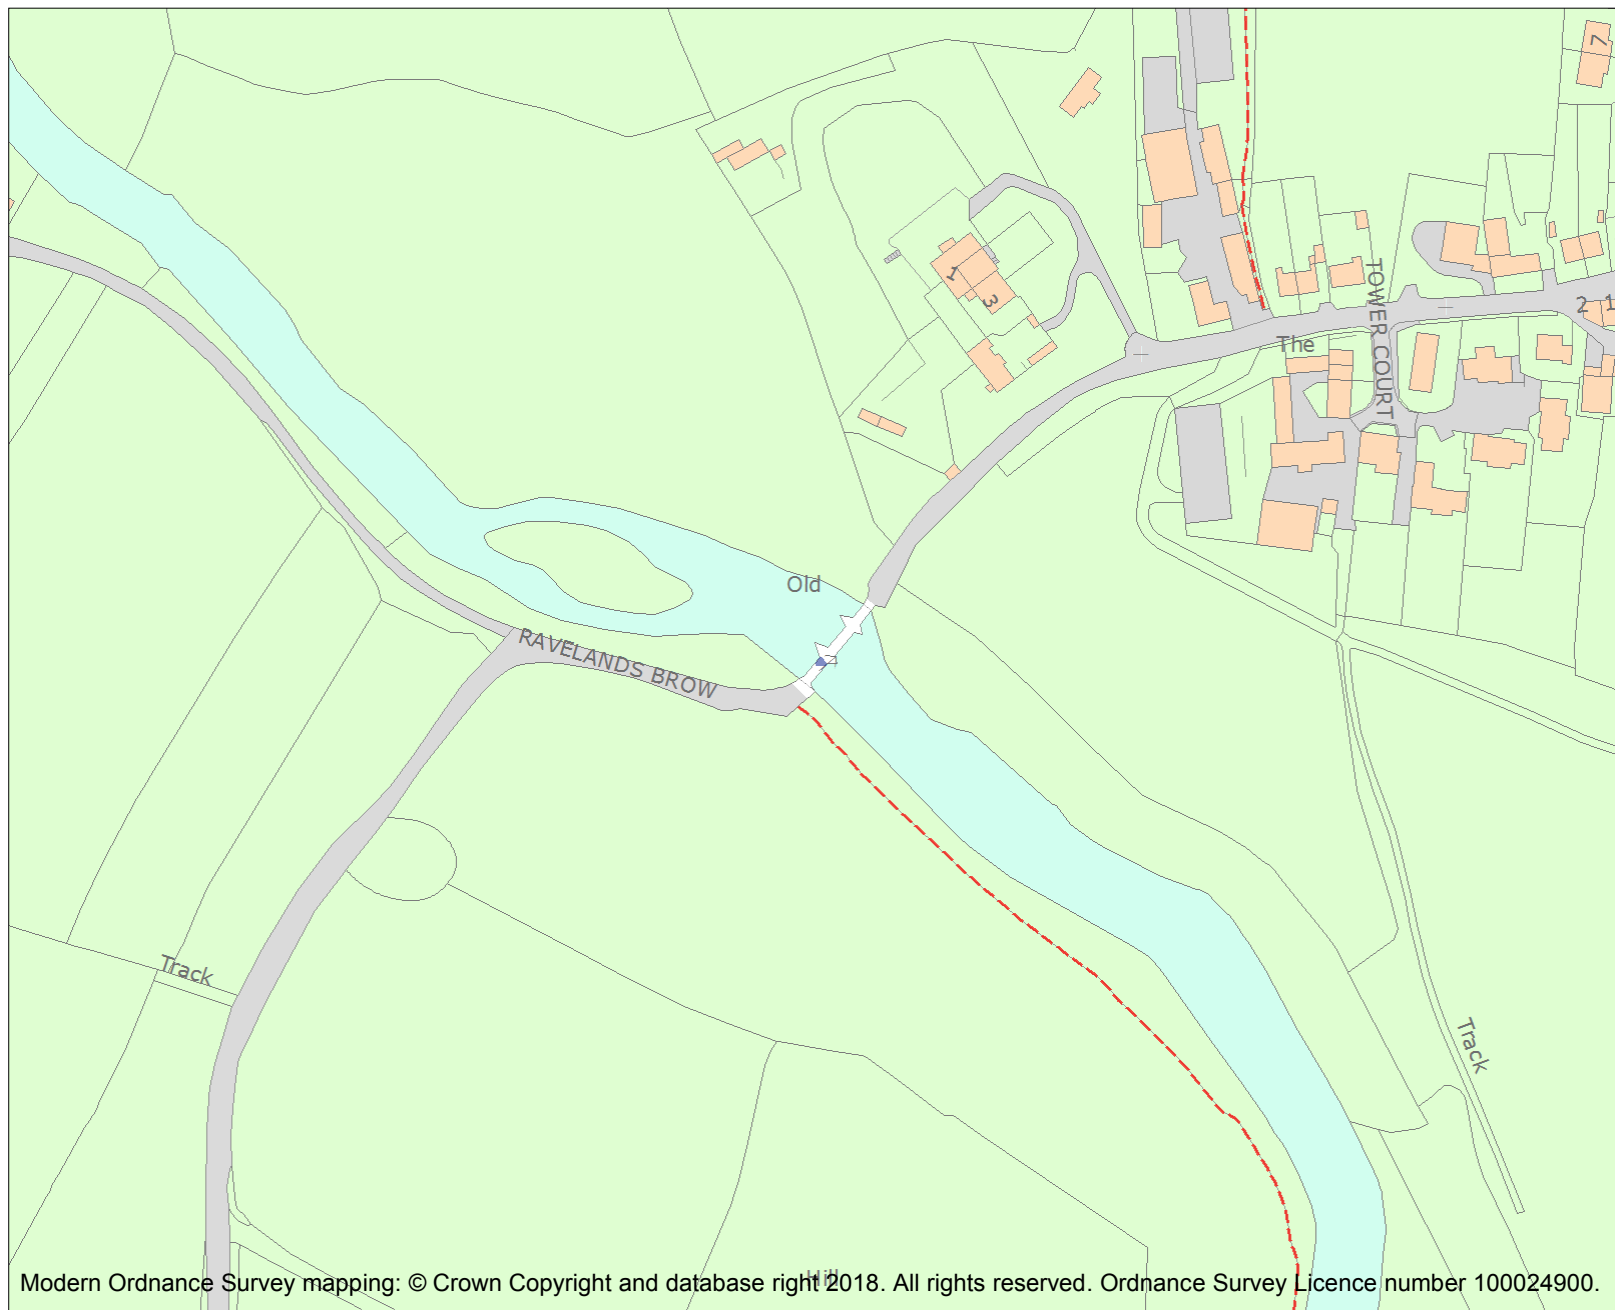 7
1
3
TOWER COURT
2 1
The
Old
RAVELANDS BROW
Track
Track
Hill
Modern Ordnance Survey mapping: © Crown Copyright and database right 2018. All rights reserved. Ordnance Survey Licence number 100024900.